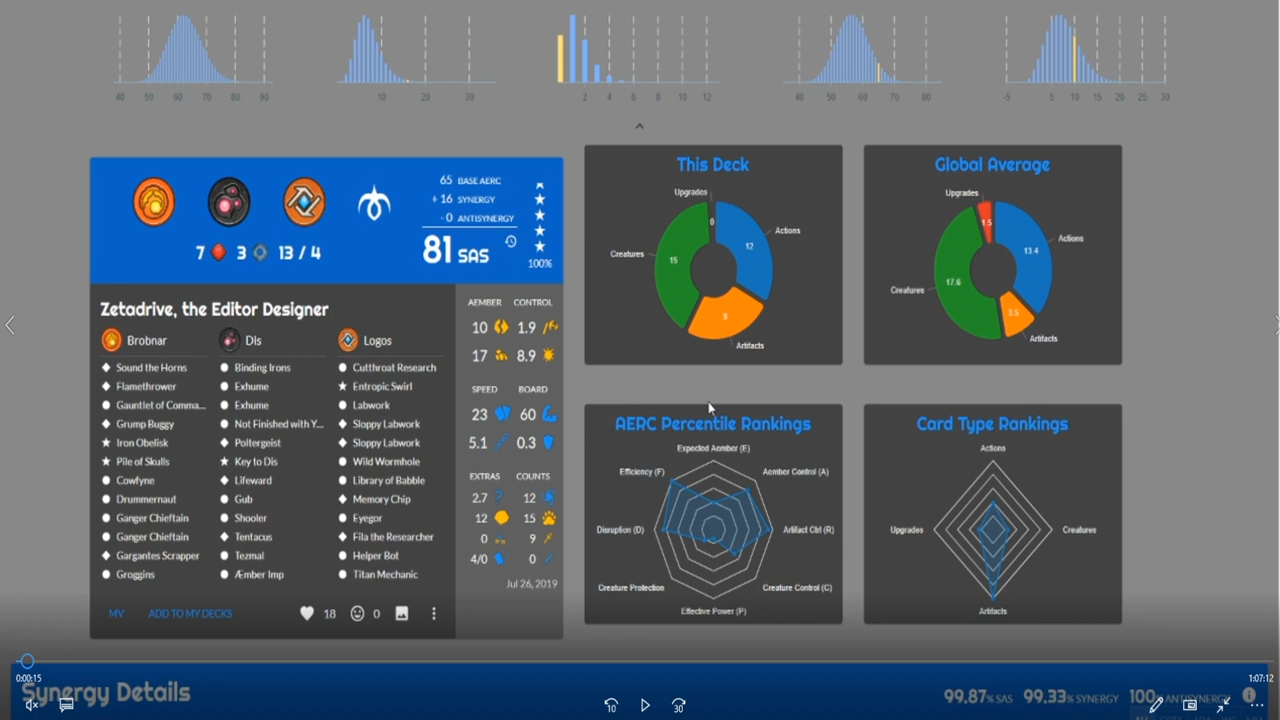 40 50 60 70 80 90
10 20 30
2 4 6 8 10 12
40 50 60 70 80
-5 5 10 15 20 25 30
65 BASE AERC
+ 16 SYNERGY
- 0 ANTISYNERGY
81 SAS
100%
7 3 13 / 4
Zetadrive, the Editor Designer
Brobnar
Sound the Horns
Flamethrower
Gauntlet of Comma...
Grump Buggy
Iron Obelisk
Pile of Skulls
Cowfyne
Drummernaut
Ganger Chieftain
Ganger Chieftain
Gargantes Scrapper
Groggins
Dis
Binding Irons
Exhume
Exhume
Not Finished with Y...
Poltergeist
Key to Dis
Lifeward
Gub
Shooler
Tentacus
Tezmal
Æmber Imp
Logos
Cutthroat Research
Entropic Swirl
Labwork
Sloppy Labwork
Sloppy Labwork
Wild Wormhole
Library of Babble
Memory Chip
Eyegor
Fila the Researcher
Helper Bot
Titan Mechanic
AEMBER CONTROL
10 1.9
17 8.9
SPEED BOARD
23 60
5.1 0.3
EXTRAS COUNTS
2.7 12
12 15
0 9
4/0 0
Jul 26, 2019
MV ADD TO MY DECKS 18 0
This Deck
Upgrades
0
Actions
12
Creatures
15
9
Artifacts
Global Average
Upgrades
1.5
Actions
13.4
Creatures
17.6
3.5
Artifacts
AERC Percentile Rankings
Expected Aember (E)
Efficiency (F)
Aember Control (A)
Disruption (D)
Artifact Ctrl (R)
Creature Protection
Creature Control (C)
Effective Power (P)
Card Type Rankings
Actions
Upgrades
Creatures
Artifacts
0:00:15
1:07:12
Synergy Details
99.87% SAS 99.33% SYNERGY 100% ANTISYNERGY
10 30